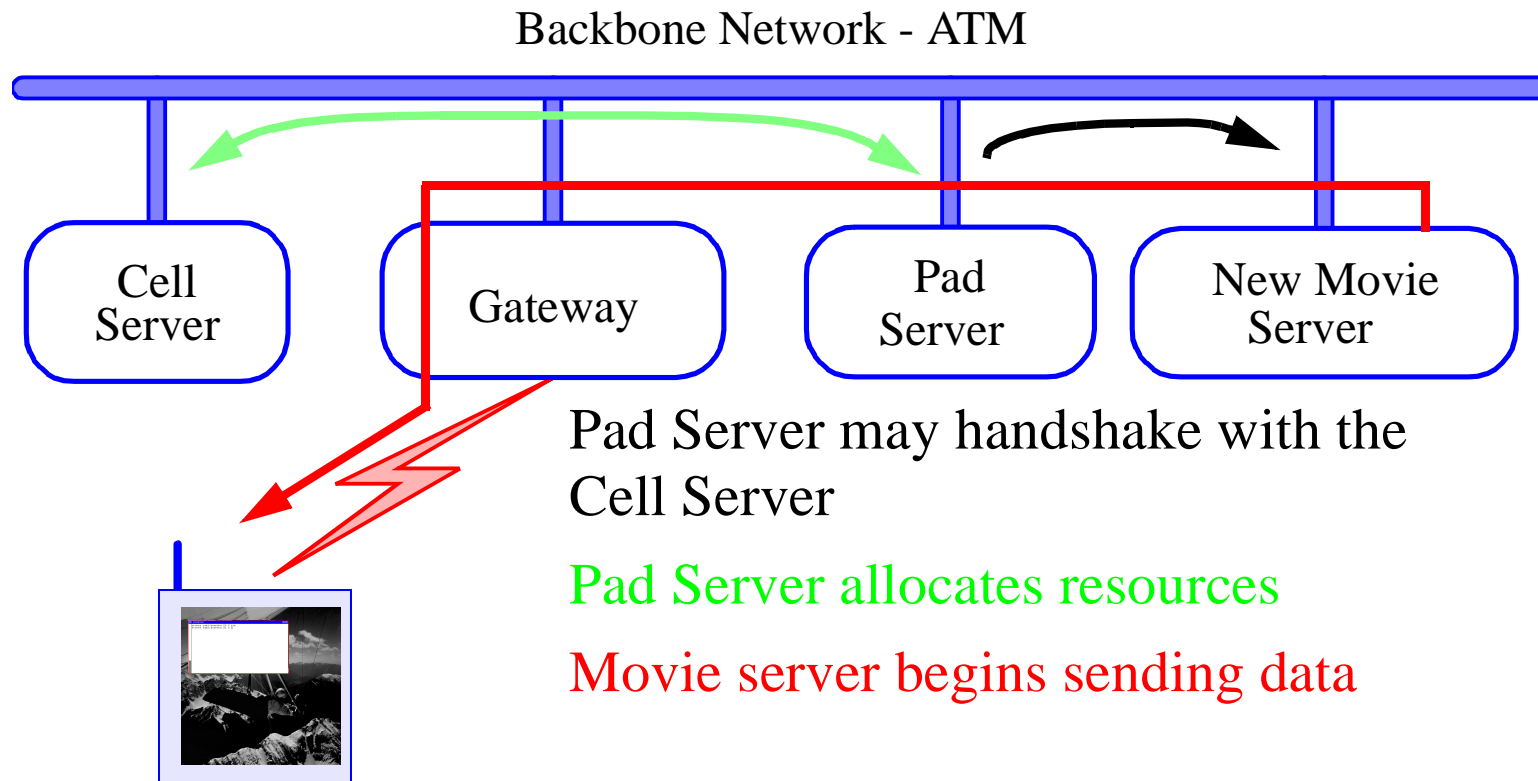 Backbone Network - ATM
Cell
Server
Gateway
Pad
Server
New Movie
Server
Pad Server may handshake with the
Cell Server
Pad Server allocates resources
Movie server begins sending data